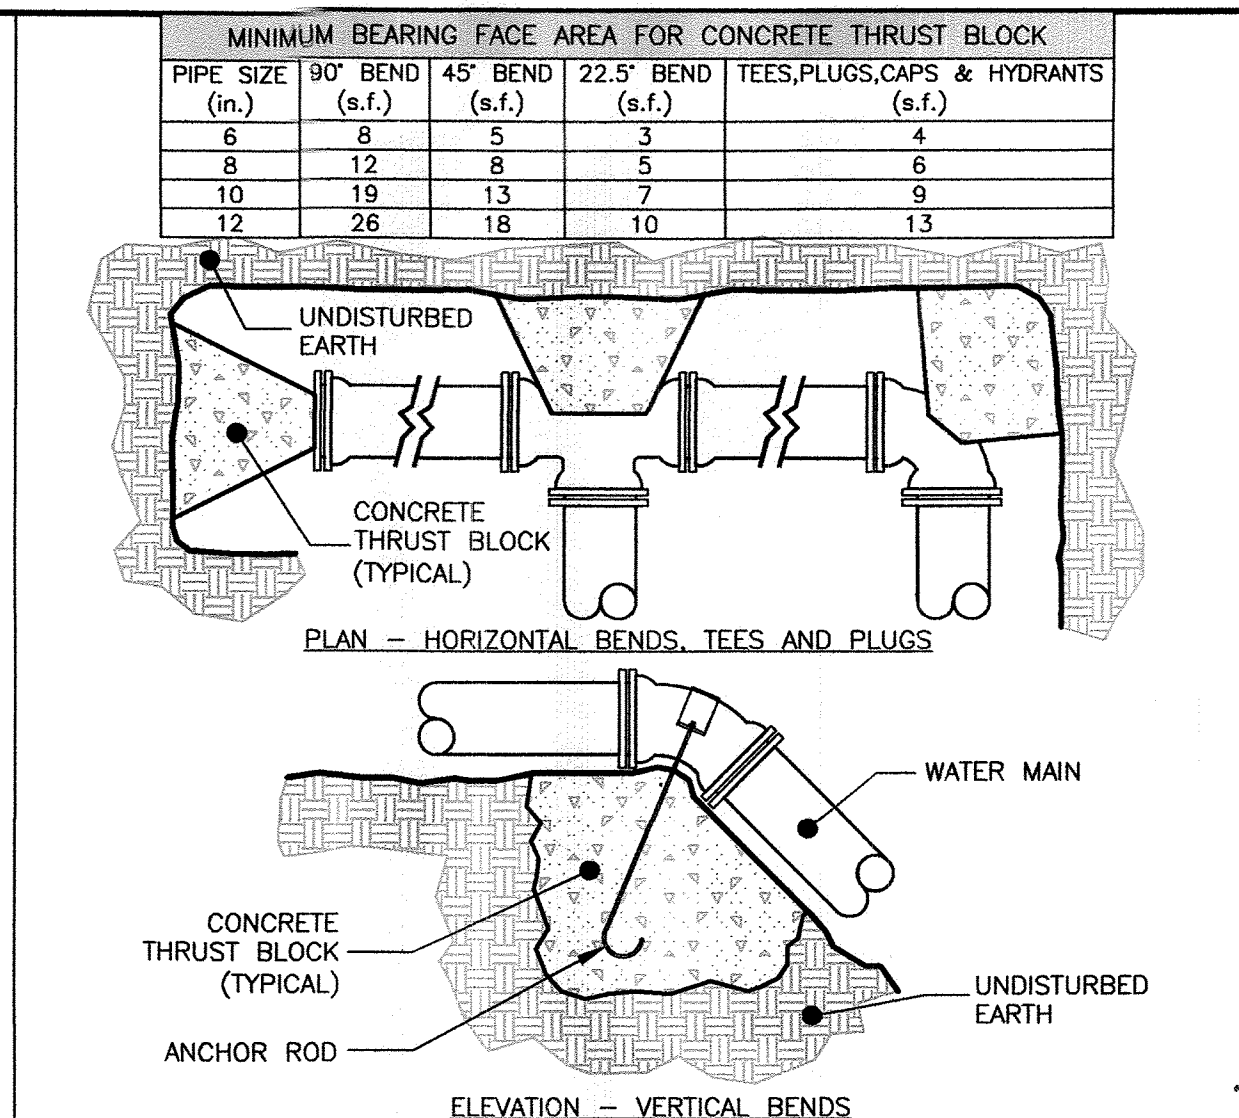 MINIMUM BEARING FACE AREA FOR CONCRETE THRUST BLOCK
PIPE SIZE (in.) 90° BEND (s.f.) 45° BEND (s.f.) 22.5° BEND (s.f.) TEES,PLUGS,CAPS & HYDRANTS (s.f.)
6 8 5 3 4
8 12 8 5 6
10 19 13 7 9
12 26 18 10 13
UNDISTURBED
EARTH
CONCRETE
THRUST BLOCK
(TYPICAL)
PLAN – HORIZONTAL BENDS, TEES AND PLUGS
WATER MAIN
CONCRETE
THRUST BLOCK
(TYPICAL)
UNDISTURBED
EARTH
ANCHOR ROD
ELEVATION – VERTICAL BENDS